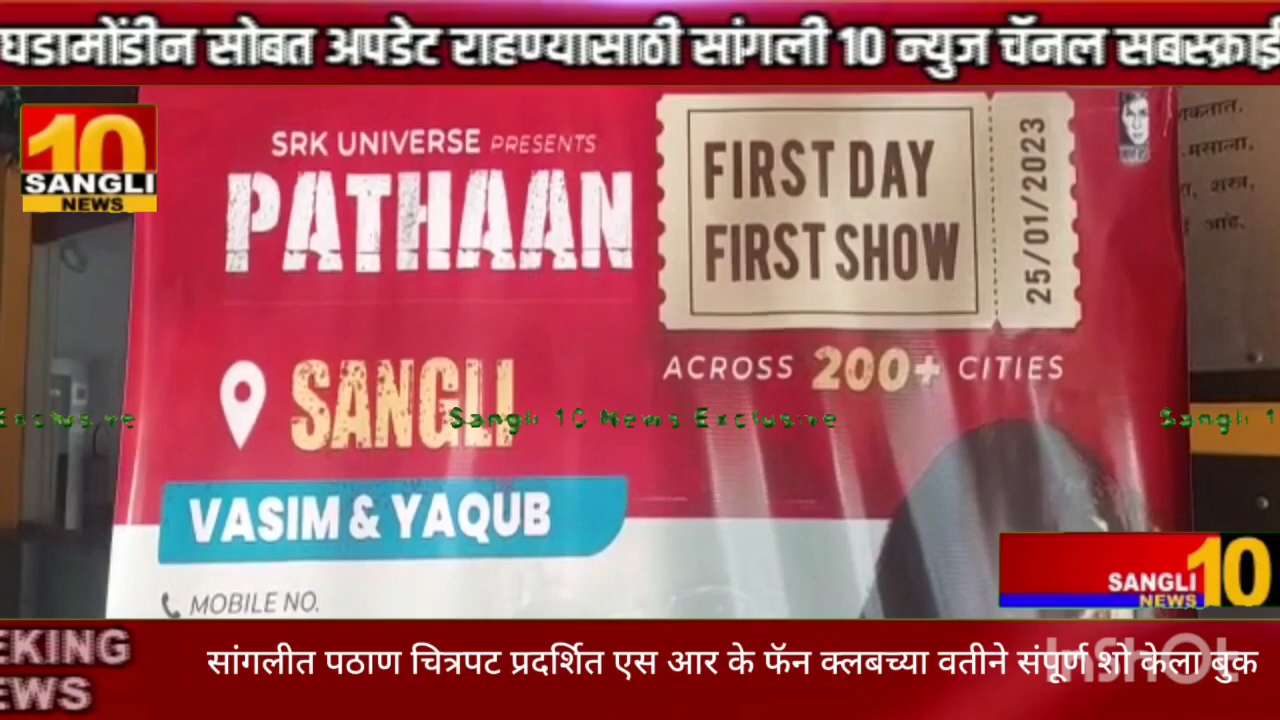 घडामोंडीन सोबत अपडेट राहण्यासाठी सांगली 10 न्युज चॅनल सबस्क्राई
10
SANGLI
NEWS
SRK UNIVERSE PRESENTS
PATHAAN
FIRST DAY
FIRST SHOW
25/01/2023
ACROSS 200+ CITIES
SANGLI
Sangli 10 News Exclusive
VASIM & YAQUB
MOBILE NO.
SANGLI 10
NEWS
EKING
EWS
सांगलीत पठाण चित्रपट प्रदर्शित एस आर के फॅन क्लबच्या वतीने संपूर्ण शो केला बुक
InShOt